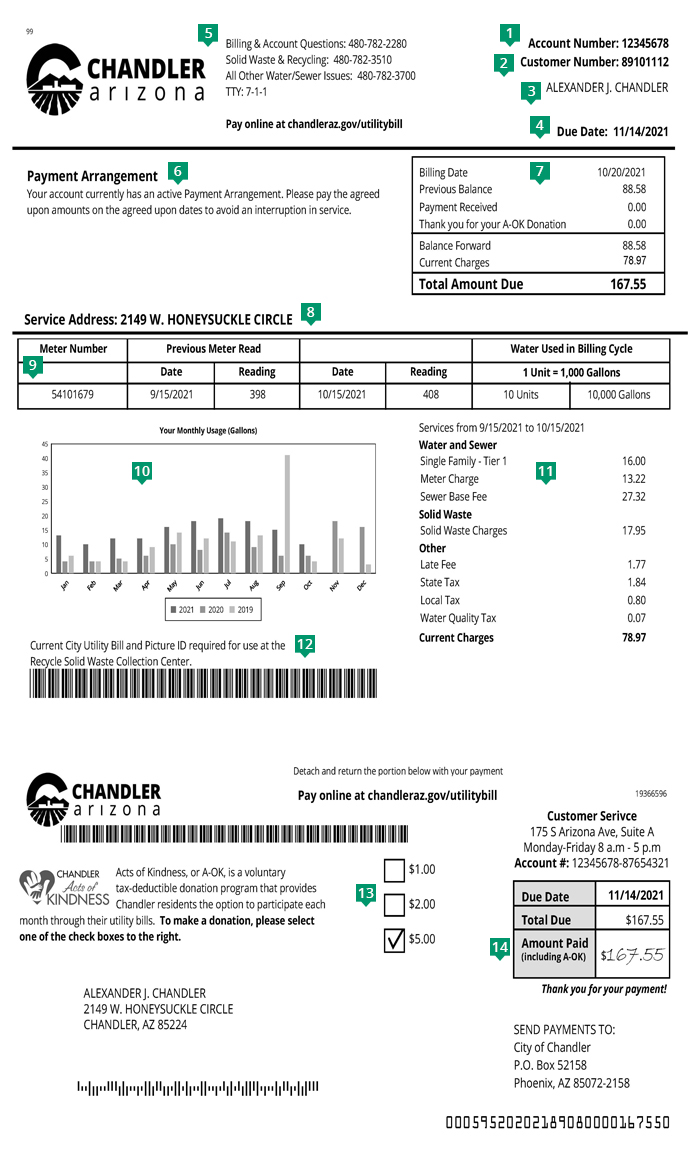 99
5
1
2
3
4
CHANDLER
arizona
Billing & Account Questions: 480-782-2280
Solid Waste & Recycling:  480-782-3510
All Other Water/Sewer Issues:  480-782-3700
TTY: 7-1-1
Pay online at chandleraz.gov/utilitybill
Account Number: 12345678
Customer Number: 89101112
ALEXANDER J. CHANDLER
Due Date:  11/14/2021
Payment Arrangement 6
Your account currently has an active Payment Arrangement. Please pay the agreed
upon amounts on the agreed upon dates to avoid an interruption in service.
7
Billing Date 10/20/2021
Previous Balance 88.58
Payment Received 0.00
Thank you for your A-OK Donation 0.00
Balance Forward 88.58
Current Charges 78.97
Total Amount Due 167.55
Service Address: 2149 W. HONEYSUCKLE CIRCLE 8
Meter Number Previous Meter Read Water Used in Billing Cycle
9 Date Reading Date Reading 1 Unit = 1,000 Gallons
54101679 9/15/2021 398 10/15/2021 408 10 Units 10,000 Gallons
Your Monthly Usage (Gallons)
10
45
40
35
30
25
20
15
10
5
0
Jan Feb Mar Apr May Jun Jul Aug Sep Oct Nov Dec
2021 2020 2019
Services from 9/15/2021 to 10/15/2021
Water and Sewer
Single Family - Tier 1 11 16.00
Meter Charge 13.22
Sewer Base Fee 27.32
Solid Waste
Solid Waste Charges 17.95
Other
Late Fee 1.77
State Tax 1.84
Local Tax 0.80
Water Quality Tax 0.07
Current Charges 78.97
Current City Utility Bill and Picture ID required for use at the 12
Recycle Solid Waste Collection Center.
Detach and return the portion below with your payment
CHANDLER
arizona
Pay online at chandleraz.gov/utilitybill
19366596
Customer Serivce
175 S Arizona Ave, Suite A
Monday-Friday 8 a.m - 5 p.m
Account #: 12345678-87654321
CHANDLER
Acts of
KINDNESS
Acts of Kindness, or A-OK, is a voluntary
tax-deductible donation program that provides
Chandler residents the option to participate each
month through their utility bills.  To make a donation, please select
one of the check boxes to the right.
13
$1.00
$2.00
$5.00
14
Due Date 11/14/2021
Total Due $167.55
Amount Paid
(including A-OK) $167.55
Thank you for your payment!
ALEXANDER J. CHANDLER
2149 W. HONEYSUCKLE CIRCLE
CHANDLER, AZ 85224
SEND PAYMENTS TO:
City of Chandler
P.O. Box 52158
Phoenix, AZ 85072-2158
0005952020218908000016755​0